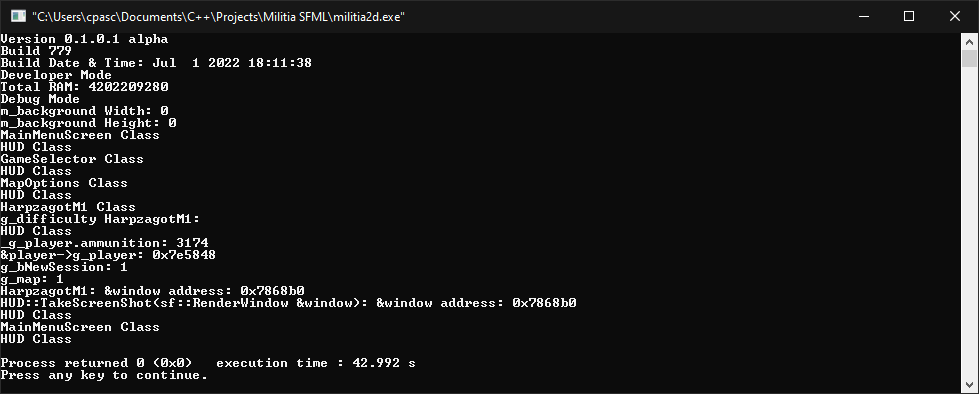 "C:\Users\cpasc\Documents\C++\Projects\Militia SFML\militia2d.exe"
Version 0.1.0.1 alpha
Build 779
Build Date & Time: Jul  1 2022 18:11:38
Developer Mode
Total RAM: 4202209280
Debug Mode
m_background Width: 0
m_background Height: 0
MainMenuScreen Class
HUD Class
GameSelector Class
HUD Class
MapOptions Class
HUD Class
HarpzagotM1 Class
g_difficulty HarpzagotM1:
HUD Class
_g_player.ammunition: 3174
&player->g_player: 0x7e5848
g_bNewSession: 1
g_map: 1
HarpzagotM1: &window address: 0x7868b0
HUD::TakeScreenShot(sf::RenderWindow &window): &window address: 0x7868b0
HUD Class
MainMenuScreen Class
HUD Class
Process returned 0 (0x0)   execution time : 42.992 s
Press any key to continue.